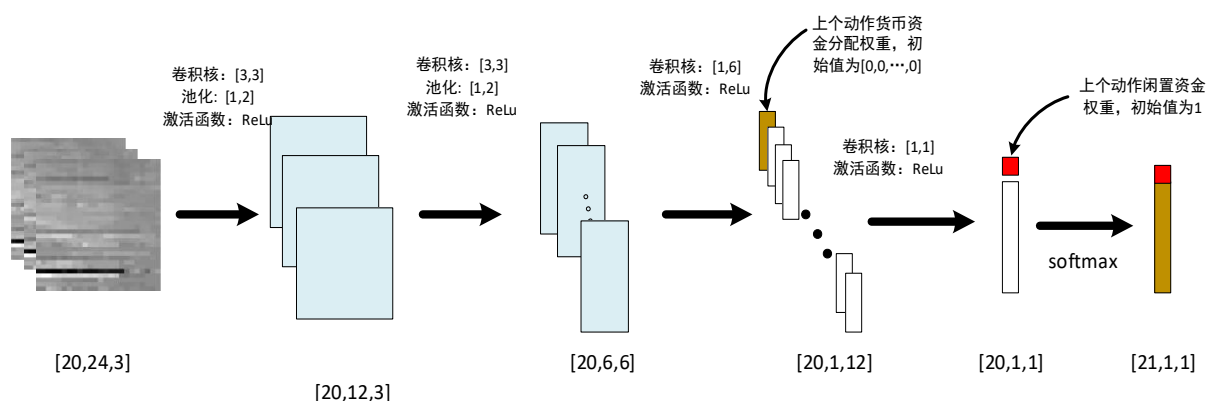 卷积核：[3,3]
池化: [1,2]
激活函数：ReLu
卷积核：[3,3]
池化: [1,2]
激活函数：ReLu
卷积核：[1,6]
激活函数：ReLu
上个动作货币资
金分配权重，初
始值为[0,0,⋯,0]
卷积核：[1,1]
激活函数：ReLu
上个动作闲置资金
权重，初始值为1
softmax
[20,24,3]
[20,12,3]
[20,6,6]
[20,1,12]
[20,1,1]
[21,1,1]